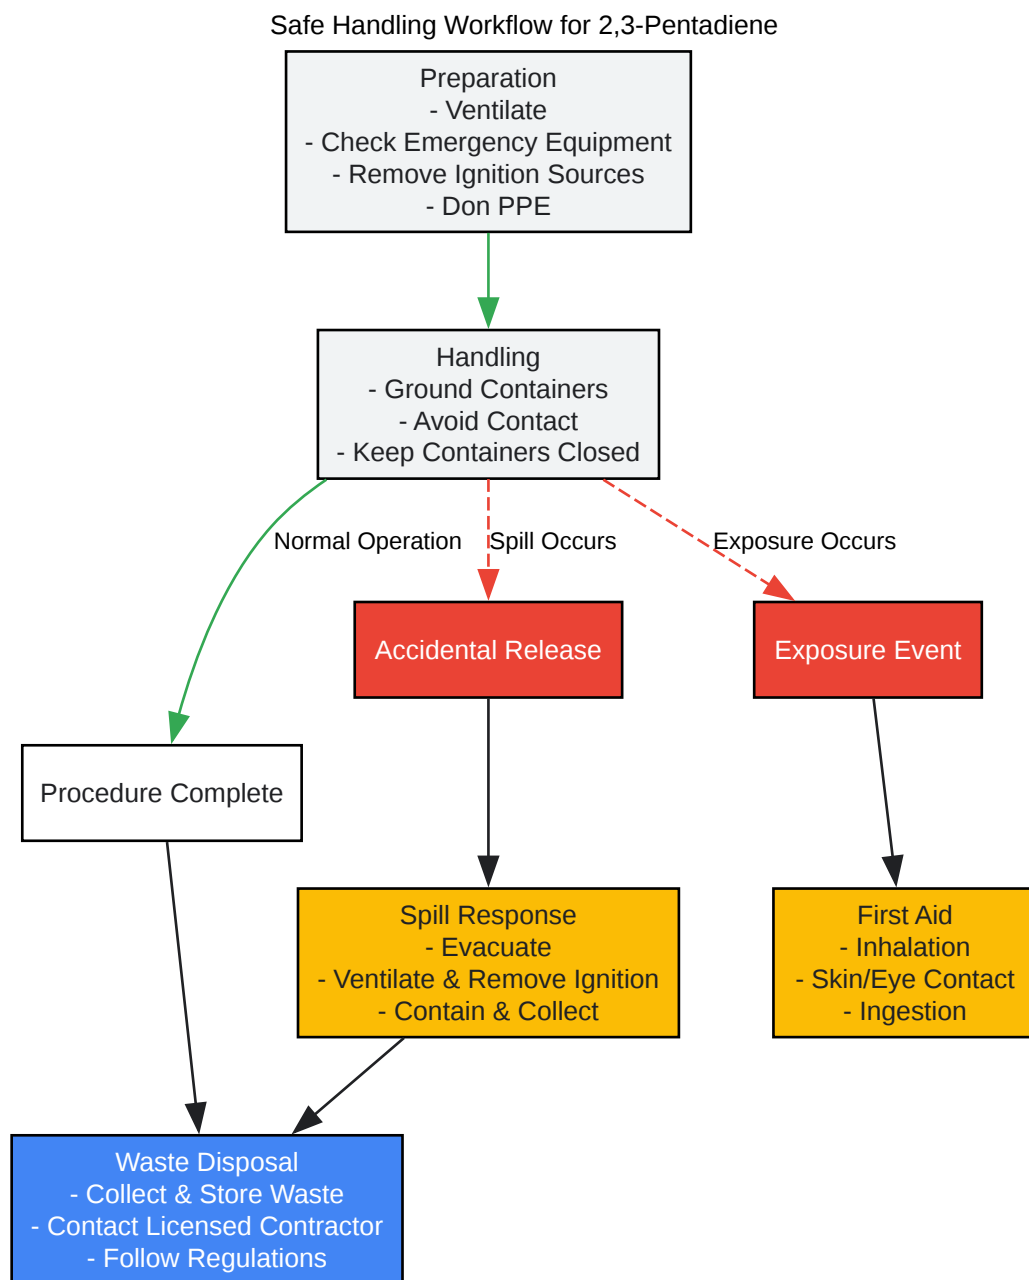 Safe Handling Workflow for 2,3-Pentadiene
Preparation
- Ventilate
- Check Emergency Equipment
- Remove Ignition Sources
- Don PPE
Handling
- Ground Containers
- Avoid Contact
- Keep Containers Closed
Normal Operation
Spill Occurs
Exposure Occurs
Accidental Release
Exposure Event
Procedure Complete
Spill Response
- Evacuate
- Ventilate & Remove Ignition
- Contain & Collect
First Aid
- Inhalation
- Skin/Eye Contact
- Ingestion
Waste Disposal
- Collect & Store Waste
- Contact Licensed Contractor
- Follow Regulations